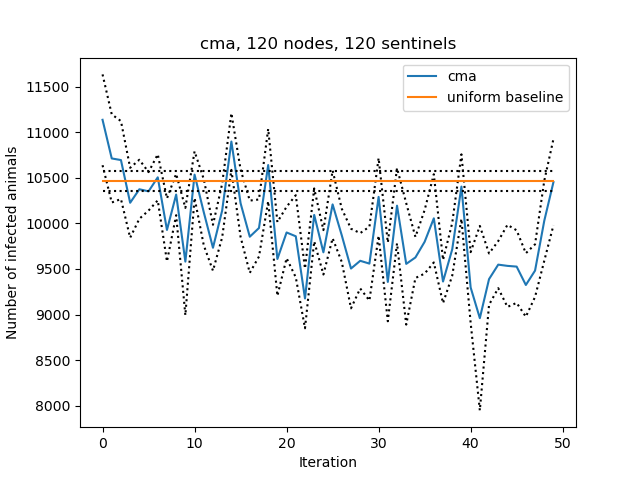 cma, 120 nodes, 120 sentinels
cma
uniform baseline
Number of infected animals
11500
11000
10500
10000
9500
9000
8500
8000
0
10
20
30
40
50
Iteration